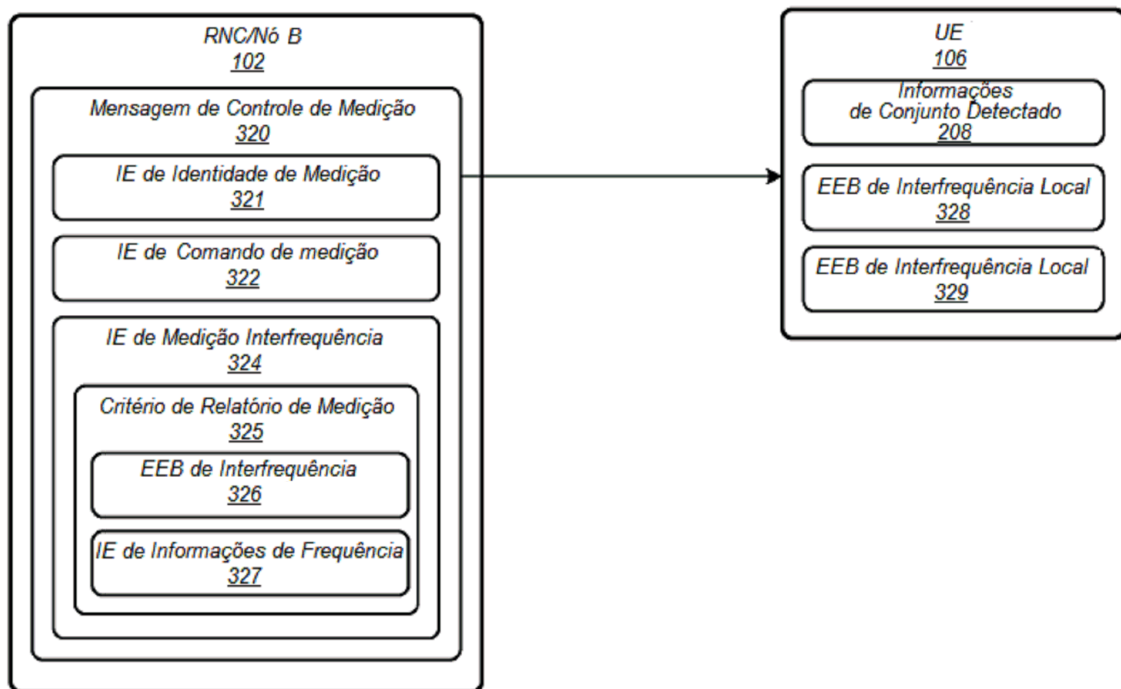 RNC/Nó B
102
Mensagem de Controle de Medição
320
IE de Identidade de Medição
321
IE de Comando de medição
322
IE de Medição Interfrequência
324
Critério de Relatório de Medição
325
EEB de Interfrequência
326
IE de Informações de Frequência
327
UE
106
Informações
de Conjunto Detectado
208
EEB de Interfrequência Local
328
EEB de Interfrequência Local
329